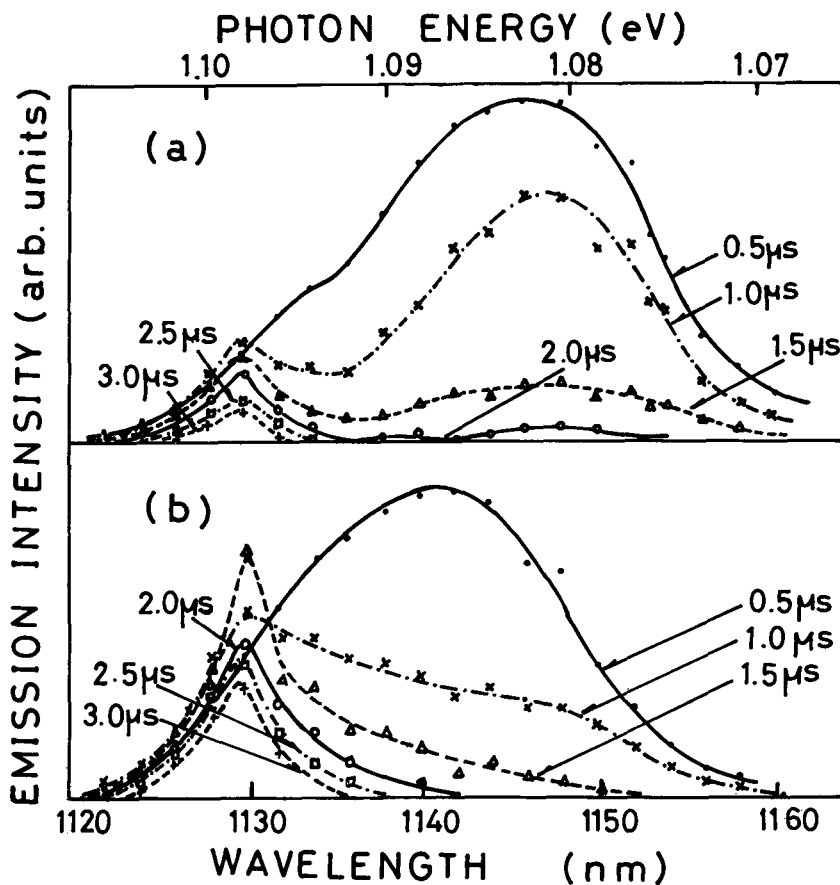 PHOTON ENERGY (eV)
1.10 1.09 1.08 1.07
EMISSION INTENSITY (arb. units)
(a)
0.5μs
1.0μs
2.5μs
2.0μs
1.5μs
3.0μs
(b)
2.0μs
0.5μs
1.0μs
2.5μs
1.5μs
3.0μs
1120 1130 1140 1150 1160
WAVELENGTH (nm)